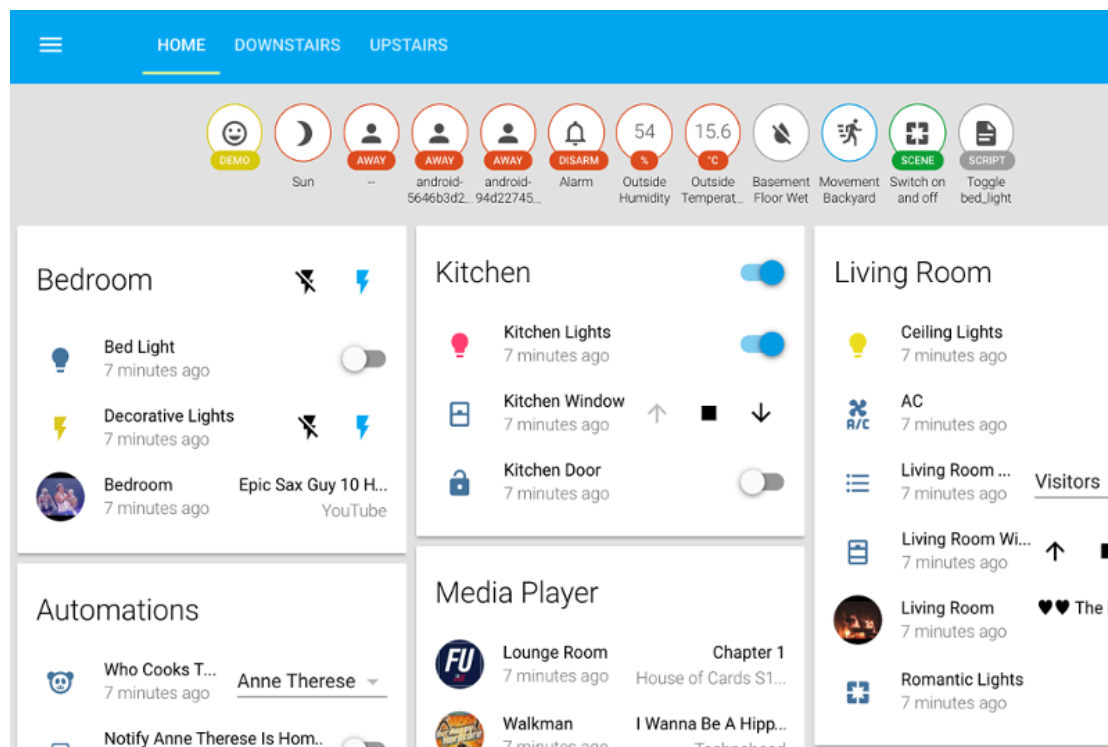 HOME DOWNSTAIRS UPSTAIRS
54 15.6
DEMO AWAY AWAY AWAY DISARM % °C SCENE SCRIPT
Sun -- android- android- Alarm Outside Outside Basement Movement Switch on Toggle
5646b3d2... 94d22745... Humidity Temperat... Floor Wet Backyard and off bed_light
Bedroom
Bed Light
7 minutes ago
Decorative Lights
7 minutes ago
Bedroom Epic Sax Guy 10 H...
7 minutes ago YouTube
Automations
Who Cooks T...
7 minutes ago
Anne Therese
Notify Anne Therese Is Hom..
Kitchen
Kitchen Lights
7 minutes ago
Kitchen Window
7 minutes ago
Kitchen Door
7 minutes ago
Media Player
FU
Lounge Room Chapter 1
7 minutes ago House of Cards S1...
Walkman I Wanna Be A Hipp...
7 minutes ago Technohead
Living Room
Ceiling Lights
7 minutes ago
A/C
AC
7 minutes ago
Living Room ...
7 minutes ago
Visitors
Living Room Wi...
7 minutes ago
Living Room ♥♥ The
7 minutes ago
Romantic Lights
7 minutes ago